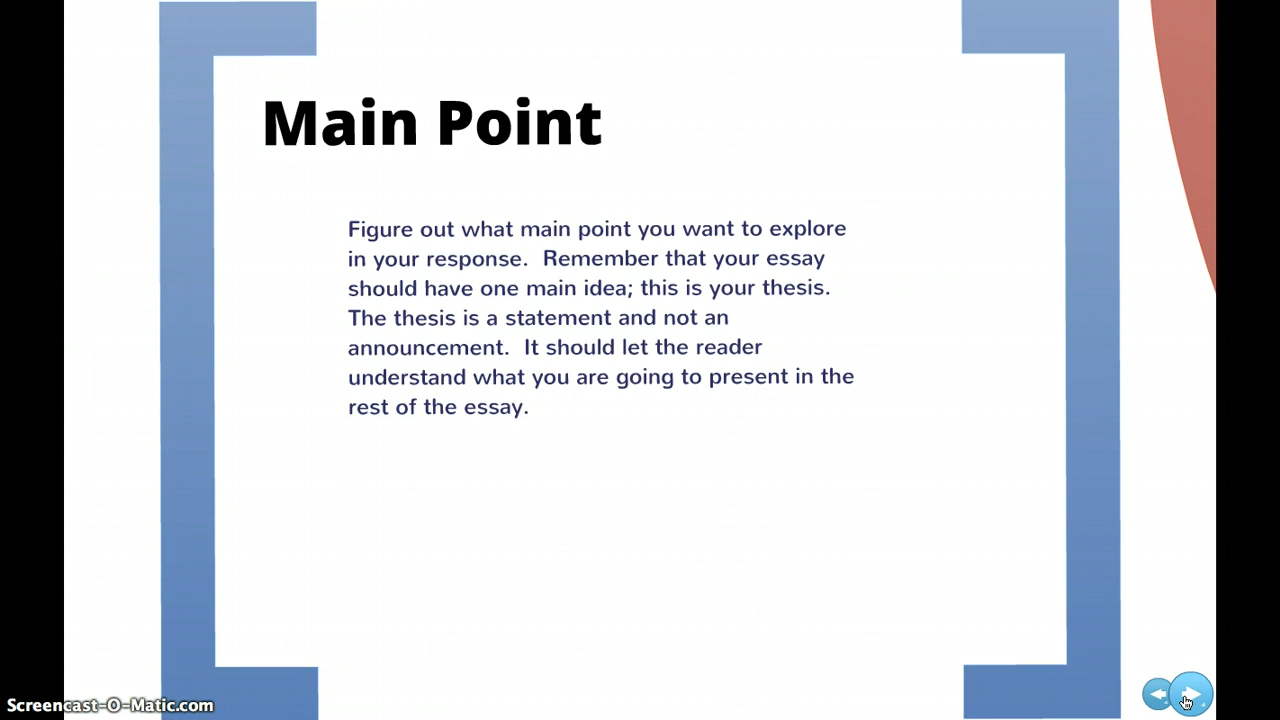 Main Point
Figure out what main point you want to explore
in your response.  Remember that your essay
should have one main idea; this is your thesis.
The thesis is a statement and not an
announcement.  It should let the reader
understand what you are going to present in the
rest of the essay.
Screencast-O-Matic.com